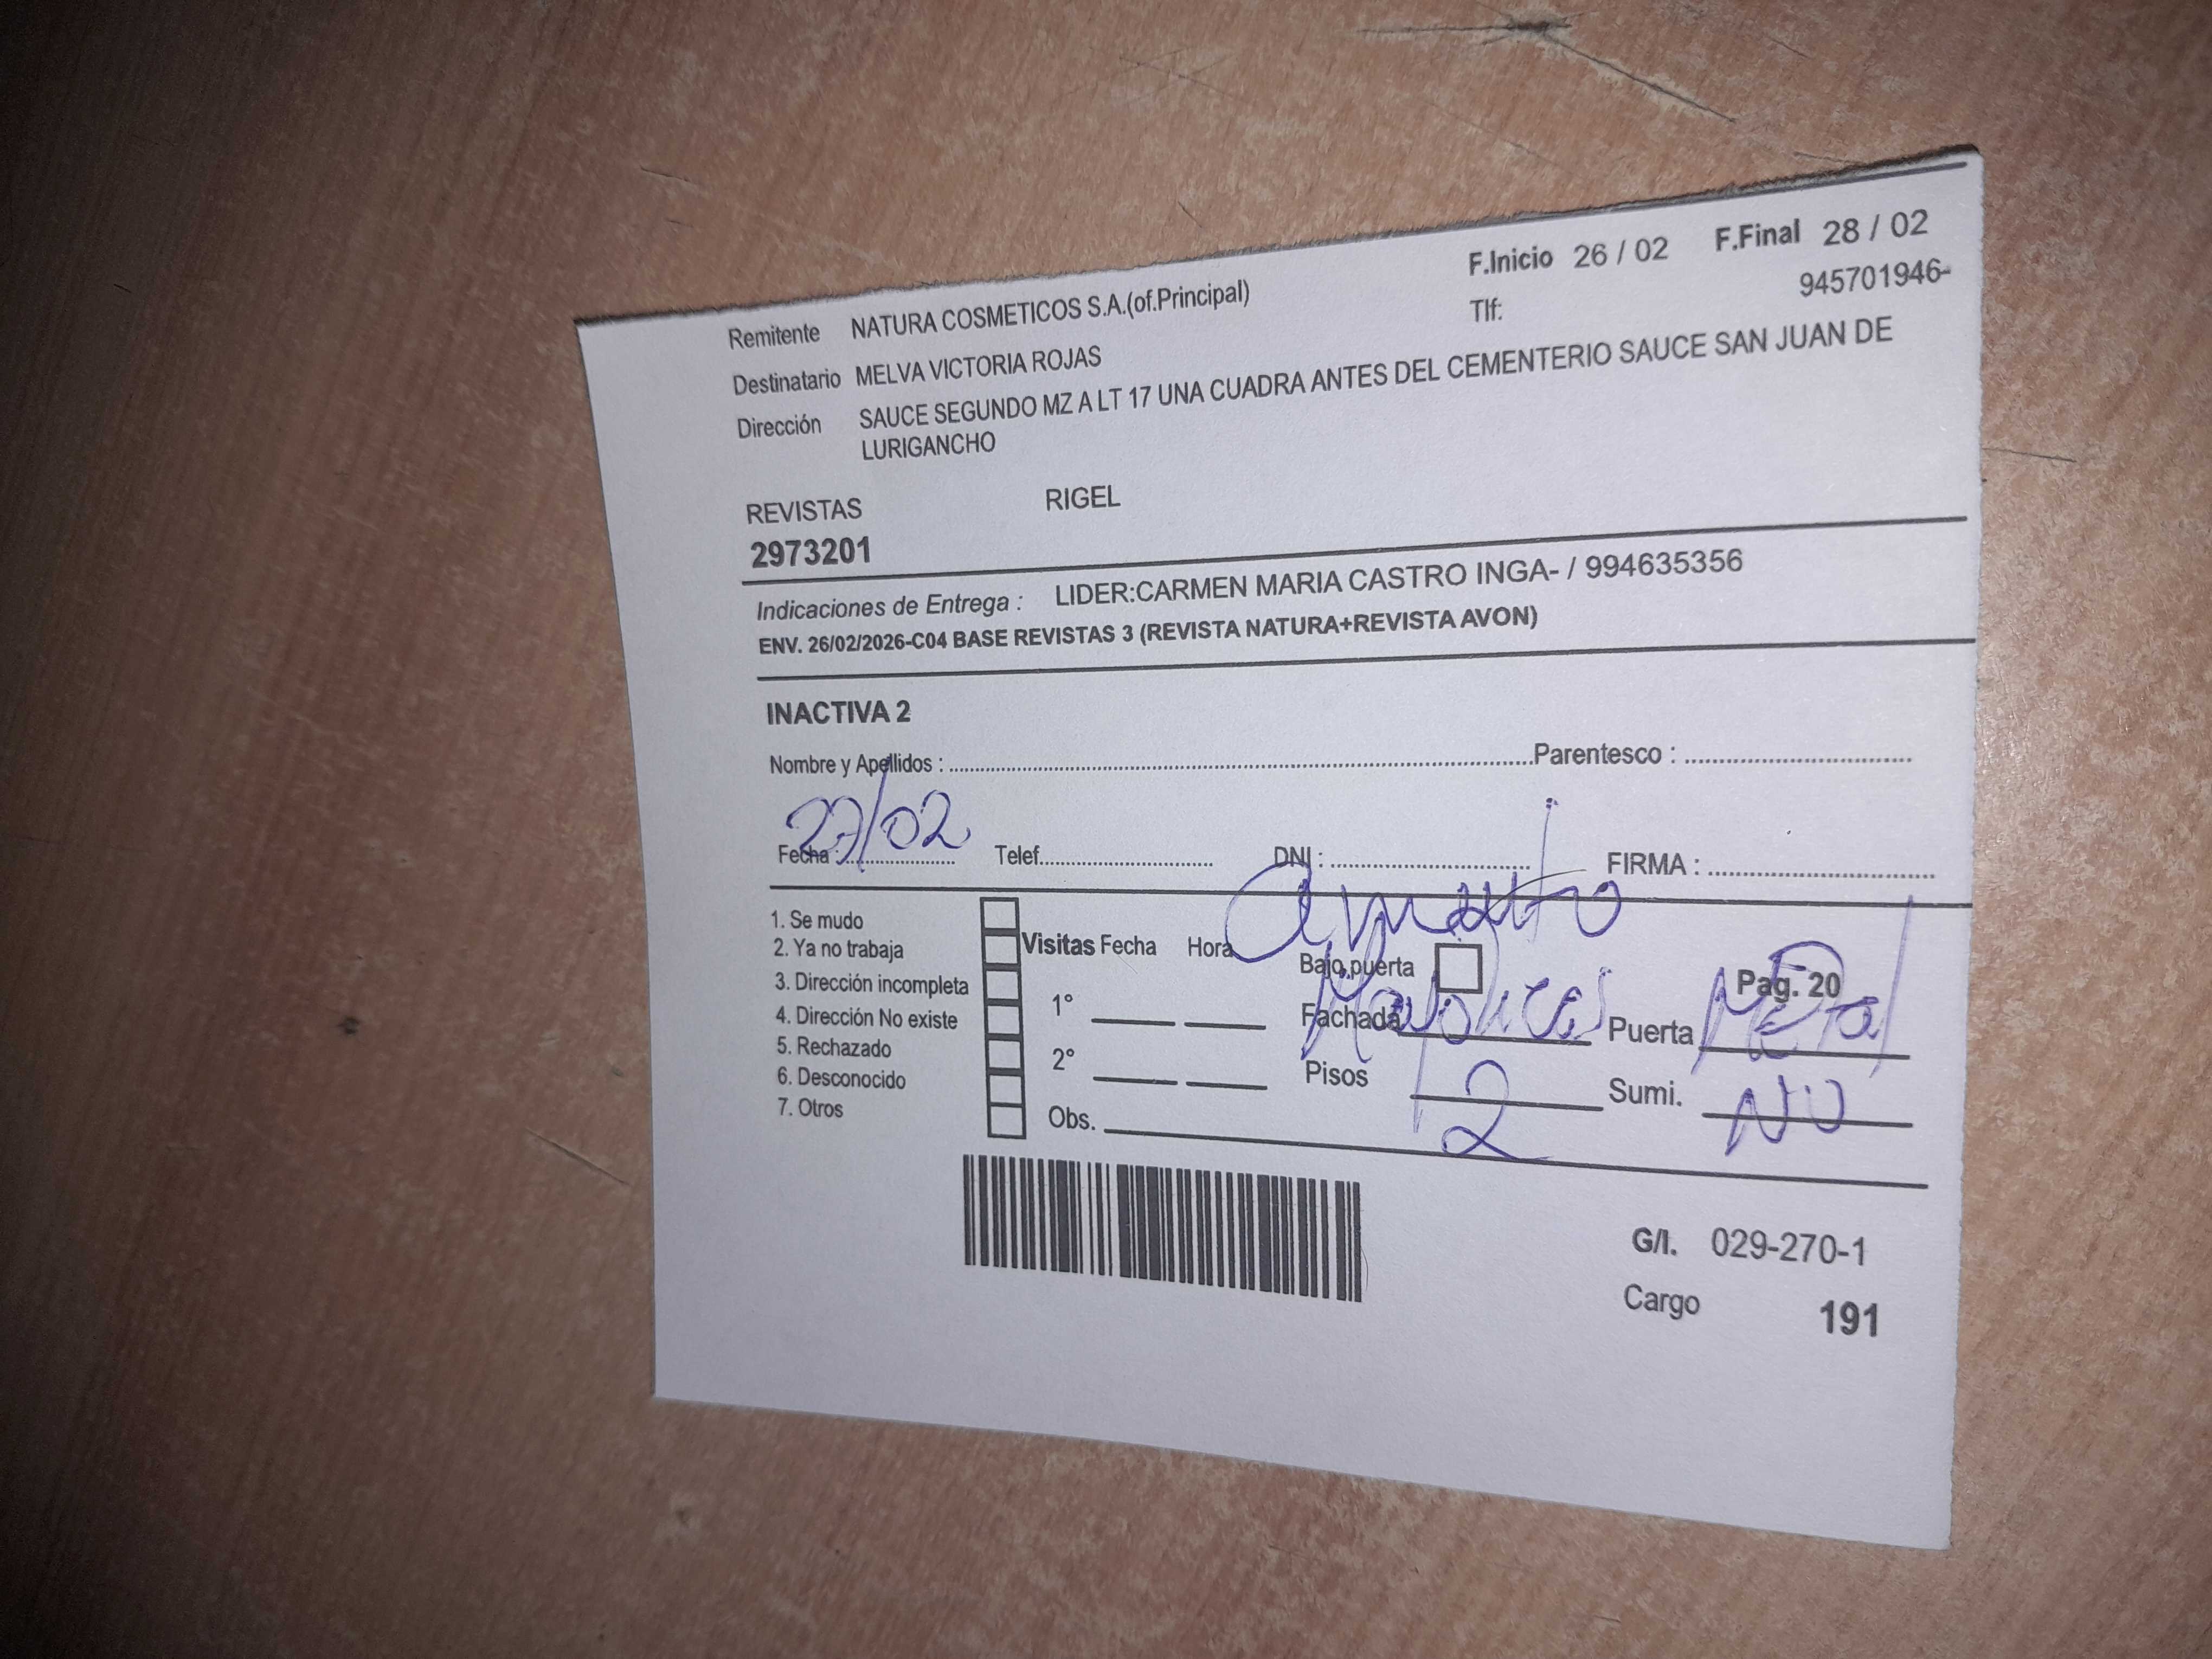 F.Inicio 26 / 02 F.Final 28 / 02
Remitente NATURA COSMETICOS S.A.(of.Principal) Tlf: 945701946-
Destinatario MELVA VICTORIA ROJAS
Dirección SAUCE SEGUNDO MZ A LT 17 UNA CUADRA ANTES DEL CEMENTERIO SAUCE SAN JUAN DE
LURIGANCHO
REVISTAS RIGEL
2973201
Indicaciones de Entrega : LIDER:CARMEN MARIA CASTRO INGA- / 994635356
ENV. 26/02/2026-C04 BASE REVISTAS 3 (REVISTA NATURA+REVISTA AVON)
INACTIVA 2
Nombre y Apellidos : Parentesco :
Fecha : 27/02 Telef. DNI : FIRMA :
1. Se mudo
2. Ya no trabaja
3. Dirección incompleta
4. Dirección No existe
5. Rechazado
6. Desconocido
7. Otros
Visitas Fecha Hora
1°
2°
Obs.
Bajo puerta Pag. 20
Fachada Puerta Metal
Pisos 2 Sumi. NO
G/I. 029-270-1
Cargo 191